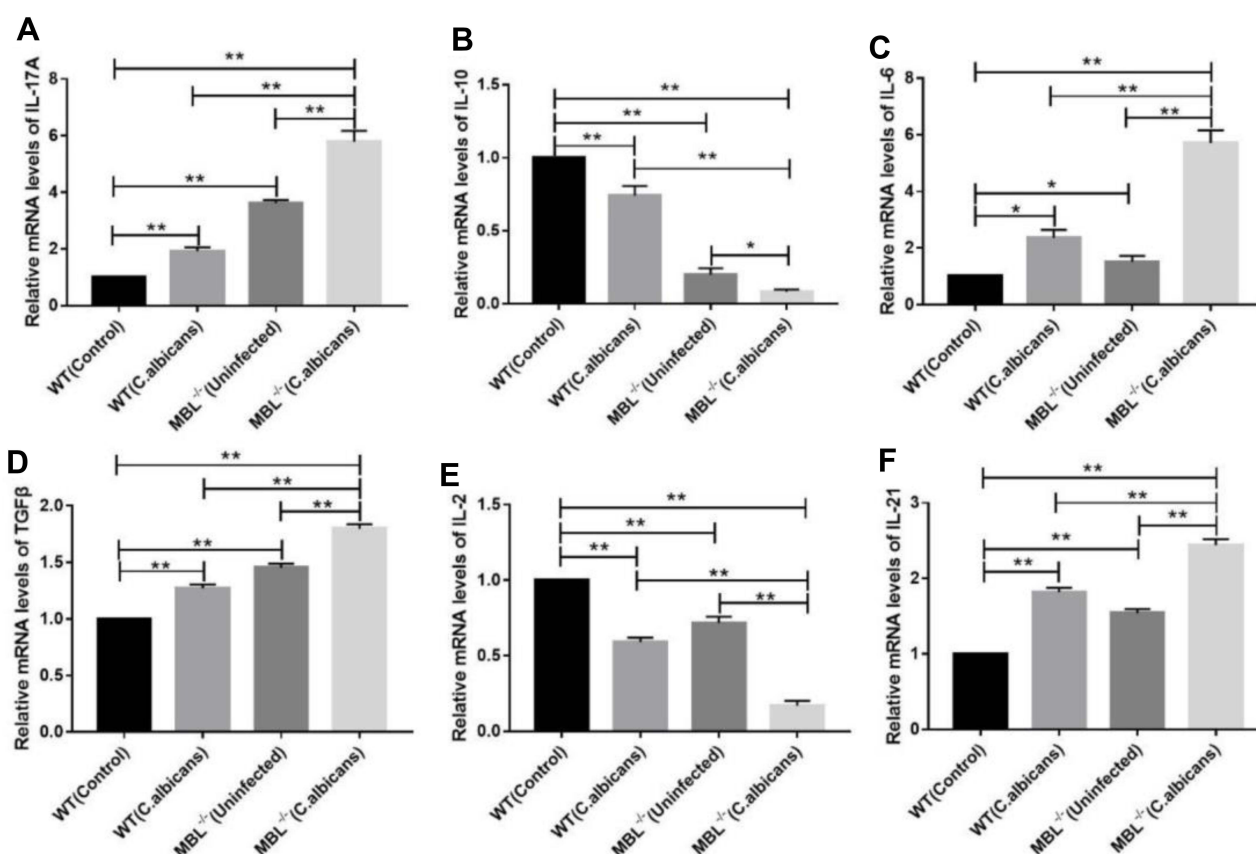 A
Relative mRNA levels of IL-17A
8
6
4
2
0
**
**
**
**
**
WT(Control)
WT(C.albicans)
MBL-/-(Uninfected)
MBL-/-(C.albicans)
B
Relative mRNA levels of IL-10
1.5
1.0
0.5
0.0
**
**
**
**
*
WT(Control)
WT(C.albicans)
MBL-/-(Uninfected)
MBL-/-(C.albicans)
C
Relative mRNA levels of IL-6
8
6
4
2
0
**
**
**
*
*
WT(Control)
WT(C.albicans)
MBL-/-(Uninfected)
MBL-/-(C.albicans)
D
Relative mRNA levels of TGFβ
2.0
1.5
1.0
0.5
0.0
**
**
**
**
**
WT(Control)
WT(C.albicans)
MBL-/-(Uninfected)
MBL-/-(C.albicans)
E
Relative mRNA levels of IL-2
1.5
1.0
0.5
0.0
**
**
**
**
**
WT(Control)
WT(C.albicans)
MBL-/-(Uninfected)
MBL-/-(C.albicans)
F
Relative mRNA levels of IL-21
3
2
1
0
**
**
**
**
**
WT(Control)
WT(C.albicans)
MBL-/-(Uninfected)
MBL-/-(C.albicans)